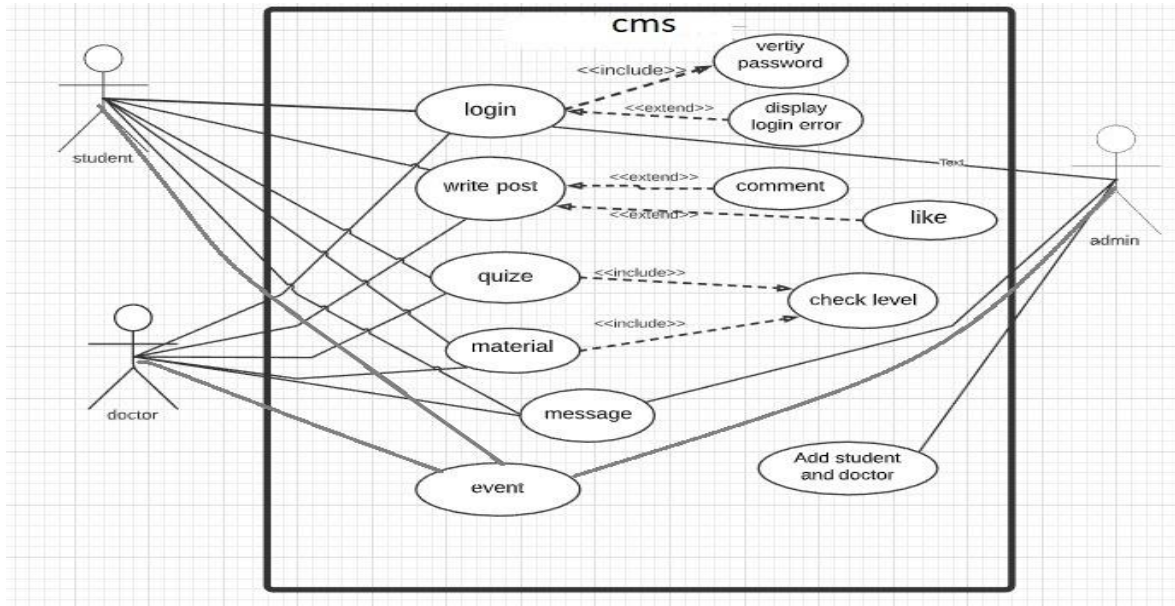 cms
vertiy
password
<<include>>
login
<<extend>>
display
login error
student
Text
write post
<<extend>>
comment
<<extend>>
like
admin
quize
<<include>>
check level
<<include>>
material
doctor
message
Add student
and doctor
event